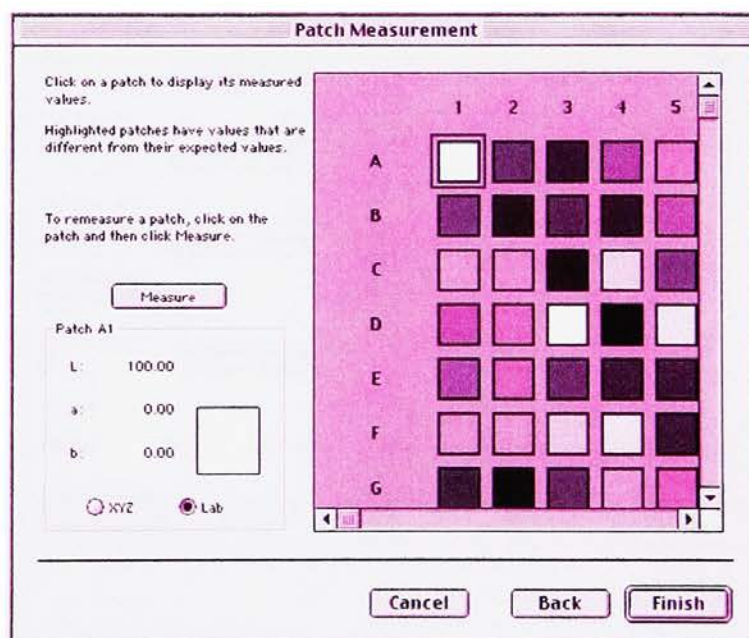 Patch Measurement
Click on a patch to display its measured
values.
Highlighted patches have values that are
different from their expected values.
To remeasure a patch, click on the
patch and then click Measure.
Measure
Patch A1
L: 100.00
a: 0.00
b: 0.00
XYZ Lab
1 2 3 4 5
A
B
C
D
E
F
G
Cancel Back Finish